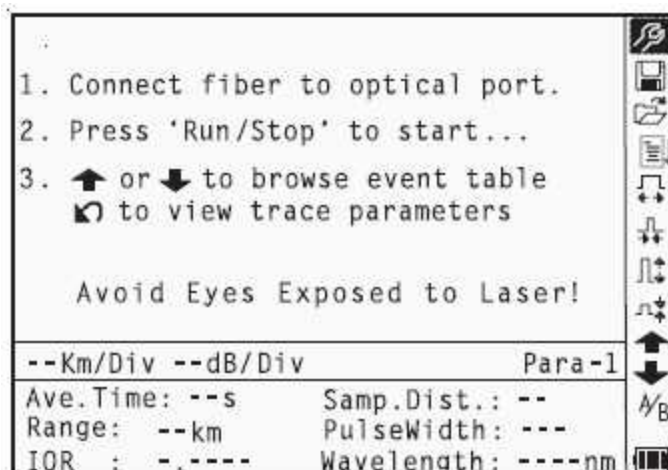 1. Connect fiber to optical port.
2. Press 'Run/Stop' to start...
3. ⬆ or ⬇ to browse event table
to view trace parameters
Avoid Eyes Exposed to Laser!
--Km/Div --dB/Div Para-1
Ave.Time: --s Samp.Dist.: --
Range: --km PulseWidth: ---
IOR : -.---- Wavelength: ----nm
A/B